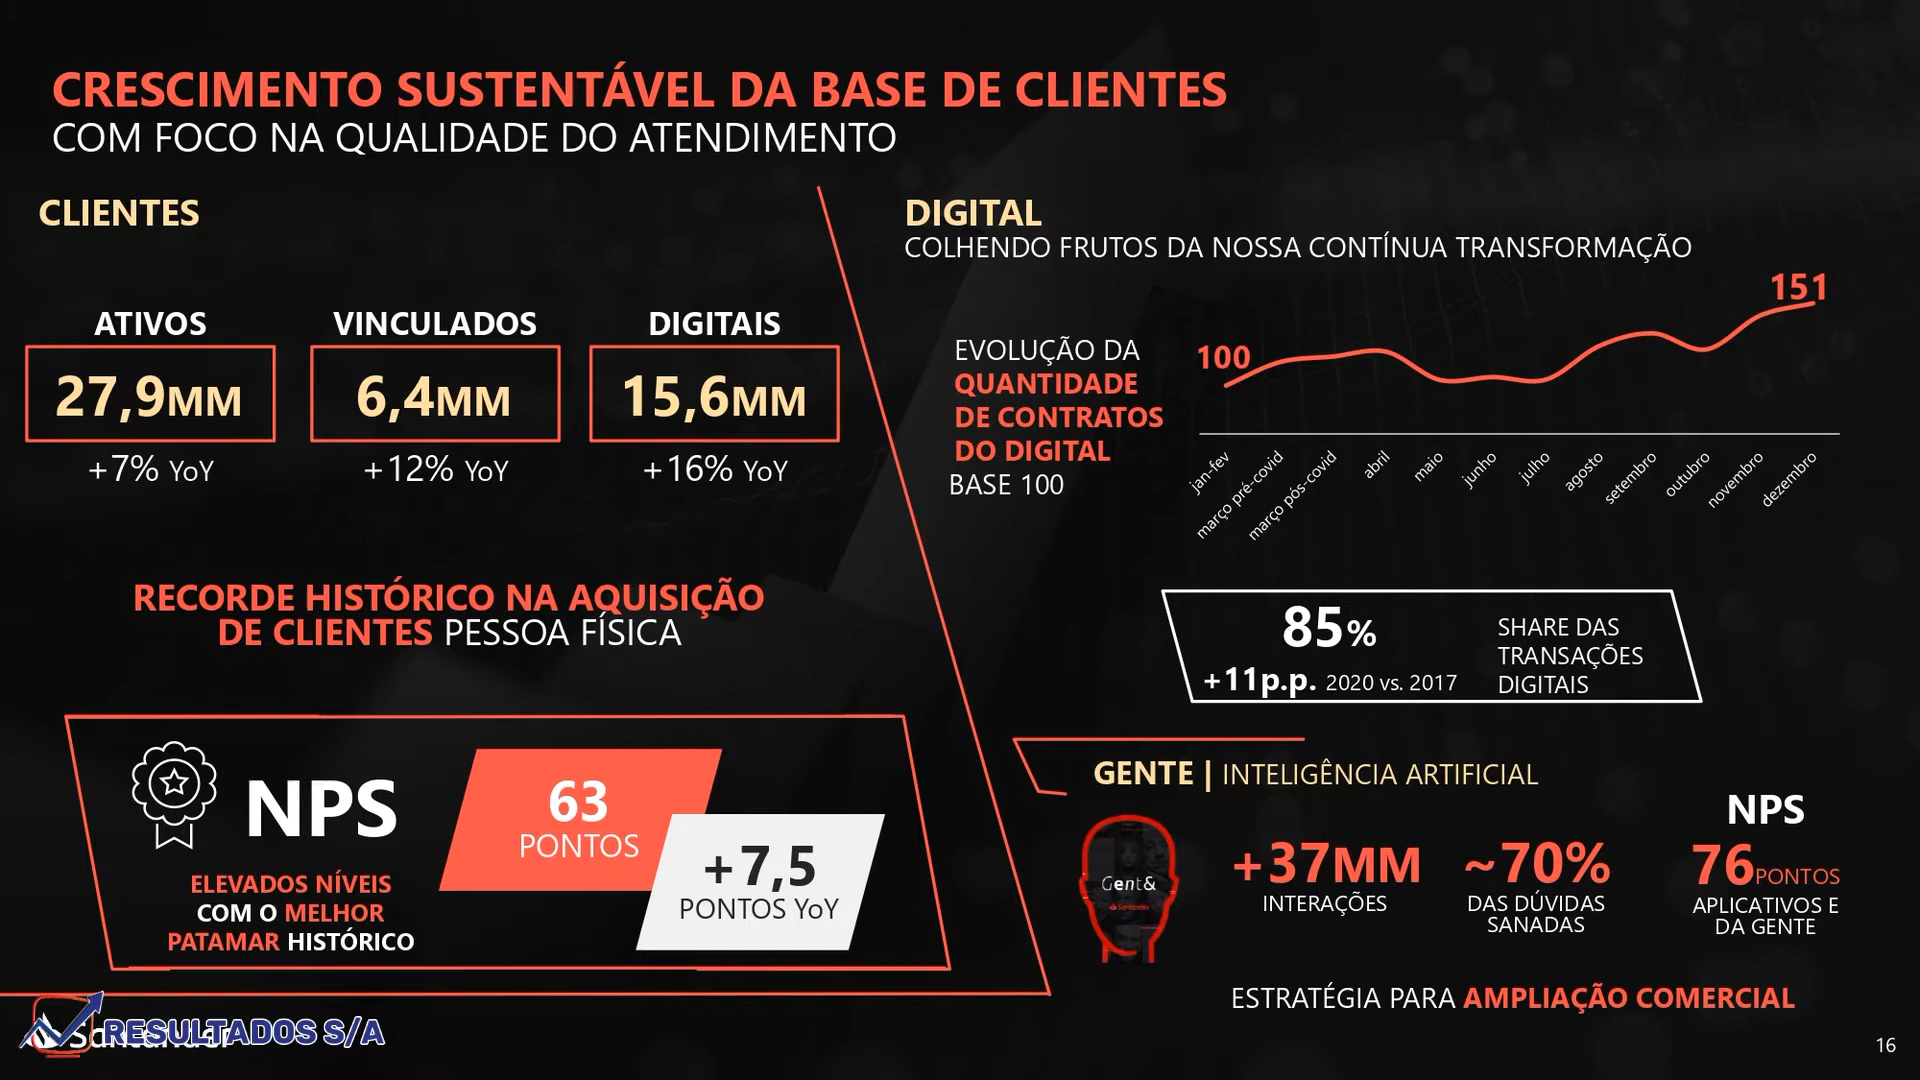 CRESCIMENTO SUSTENTÁVEL DA BASE DE CLIENTES
COM FOCO NA QUALIDADE DO ATENDIMENTO
CLIENTES
ATIVOS
27,9MM
+7% YoY
VINCULADOS
6,4MM
+12% YoY
DIGITAIS
15,6MM
+16% YoY
RECORDE HISTÓRICO NA AQUISIÇÃO
DE CLIENTES PESSOA FÍSICA
NPS
ELEVADOS NÍVEIS
COM O MELHOR
PATAMAR HISTÓRICO
63
PONTOS
+7,5
PONTOS YoY
DIGITAL
COLHENDO FRUTOS DA NOSSA CONTÍNUA TRANSFORMAÇÃO
EVOLUÇÃO DA
QUANTIDADE
DE CONTRATOS
DO DIGITAL
BASE 100
100
151
jan-fev
março pré-covid
março pós-covid
abril
maio
junho
julho
agosto
setembro
outubro
novembro
dezembro
85%
+11p.p. 2020 vs. 2017
SHARE DAS
TRANSAÇÕES
DIGITAIS
GENTE | INTELIGÊNCIA ARTIFICIAL
Gent&
Santander
+37MM
INTERAÇÕES
~70%
DAS DÚVIDAS
SANADAS
NPS
76PONTOS
APLICATIVOS E
DA GENTE
ESTRATÉGIA PARA AMPLIAÇÃO COMERCIAL
Santander
RESULTADOS S/A
16